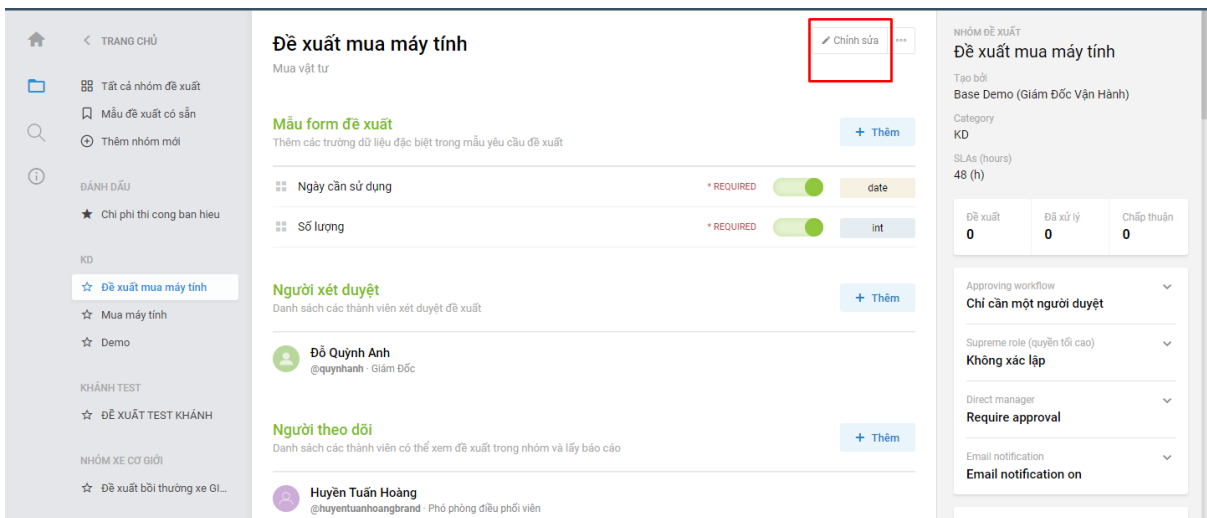 TRANG CHỦ
Tất cả nhóm đề xuất
Mẫu đề xuất có sẵn
Thêm nhóm mới
ĐÁNH DẤU
Chi phi thi cong ban hieu
KD
Đề xuất mua máy tính
Mua máy tính
Demo
KHÁNH TEST
ĐỀ XUẤT TEST KHÁNH
NHÓM XE CƠ GIỚI
Đề xuất bồi thường xe GI...
Đề xuất mua máy tính
Chỉnh sửa
Mua vật tư
Mẫu form đề xuất
+ Thêm
Thêm các trường dữ liệu đặc biệt trong mẫu yêu cầu đề xuất
Ngày cần sử dụng * REQUIRED date
Số lượng * REQUIRED int
Người xét duyệt
+ Thêm
Danh sách các thành viên xét duyệt đề xuất
Đỗ Quỳnh Anh
@quynhanh · Giám Đốc
Người theo dõi
+ Thêm
Danh sách các thành viên có thể xem đề xuất trong nhóm và lấy báo cáo
Huyền Tuấn Hoàng
@huyentuanhoangbrand · Phó phòng điều phối viên
NHÓM ĐỀ XUẤT
Đề xuất mua máy tính
Tạo bởi
Base Demo (Giám Đốc Vận Hành)
Category
KD
SLAs (hours)
48 (h)
Đề xuất Đã xử lý Chấp thuận
0 0 0
Approving workflow
Chỉ cần một người duyệt
Supreme role (quyền tối cao)
Không xác lập
Direct manager
Require approval
Email notification
Email notification on